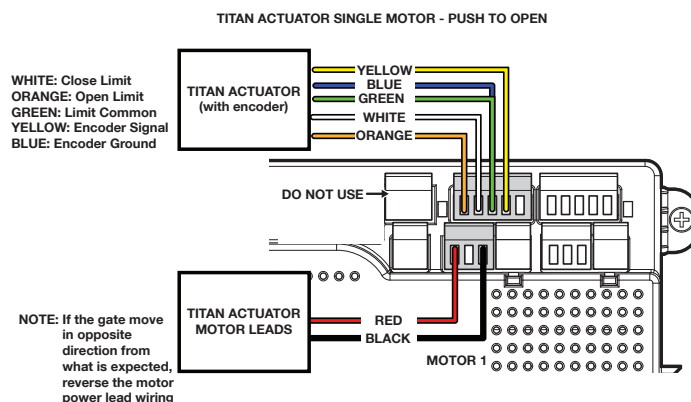 TITAN ACTUATOR SINGLE MOTOR - PUSH TO OPEN
WHITE: Close Limit
ORANGE: Open Limit
GREEN: Limit Common
YELLOW: Encoder Signal
BLUE: Encoder Ground
TITAN ACTUATOR
(with encoder)
YELLOW
BLUE
GREEN
WHITE
ORANGE
DO NOT USE
TITAN ACTUATOR
MOTOR LEADS
RED
BLACK
MOTOR 1
NOTE: If the gate move
in opposite
direction from
what is expected,
reverse the motor
power lead wiring